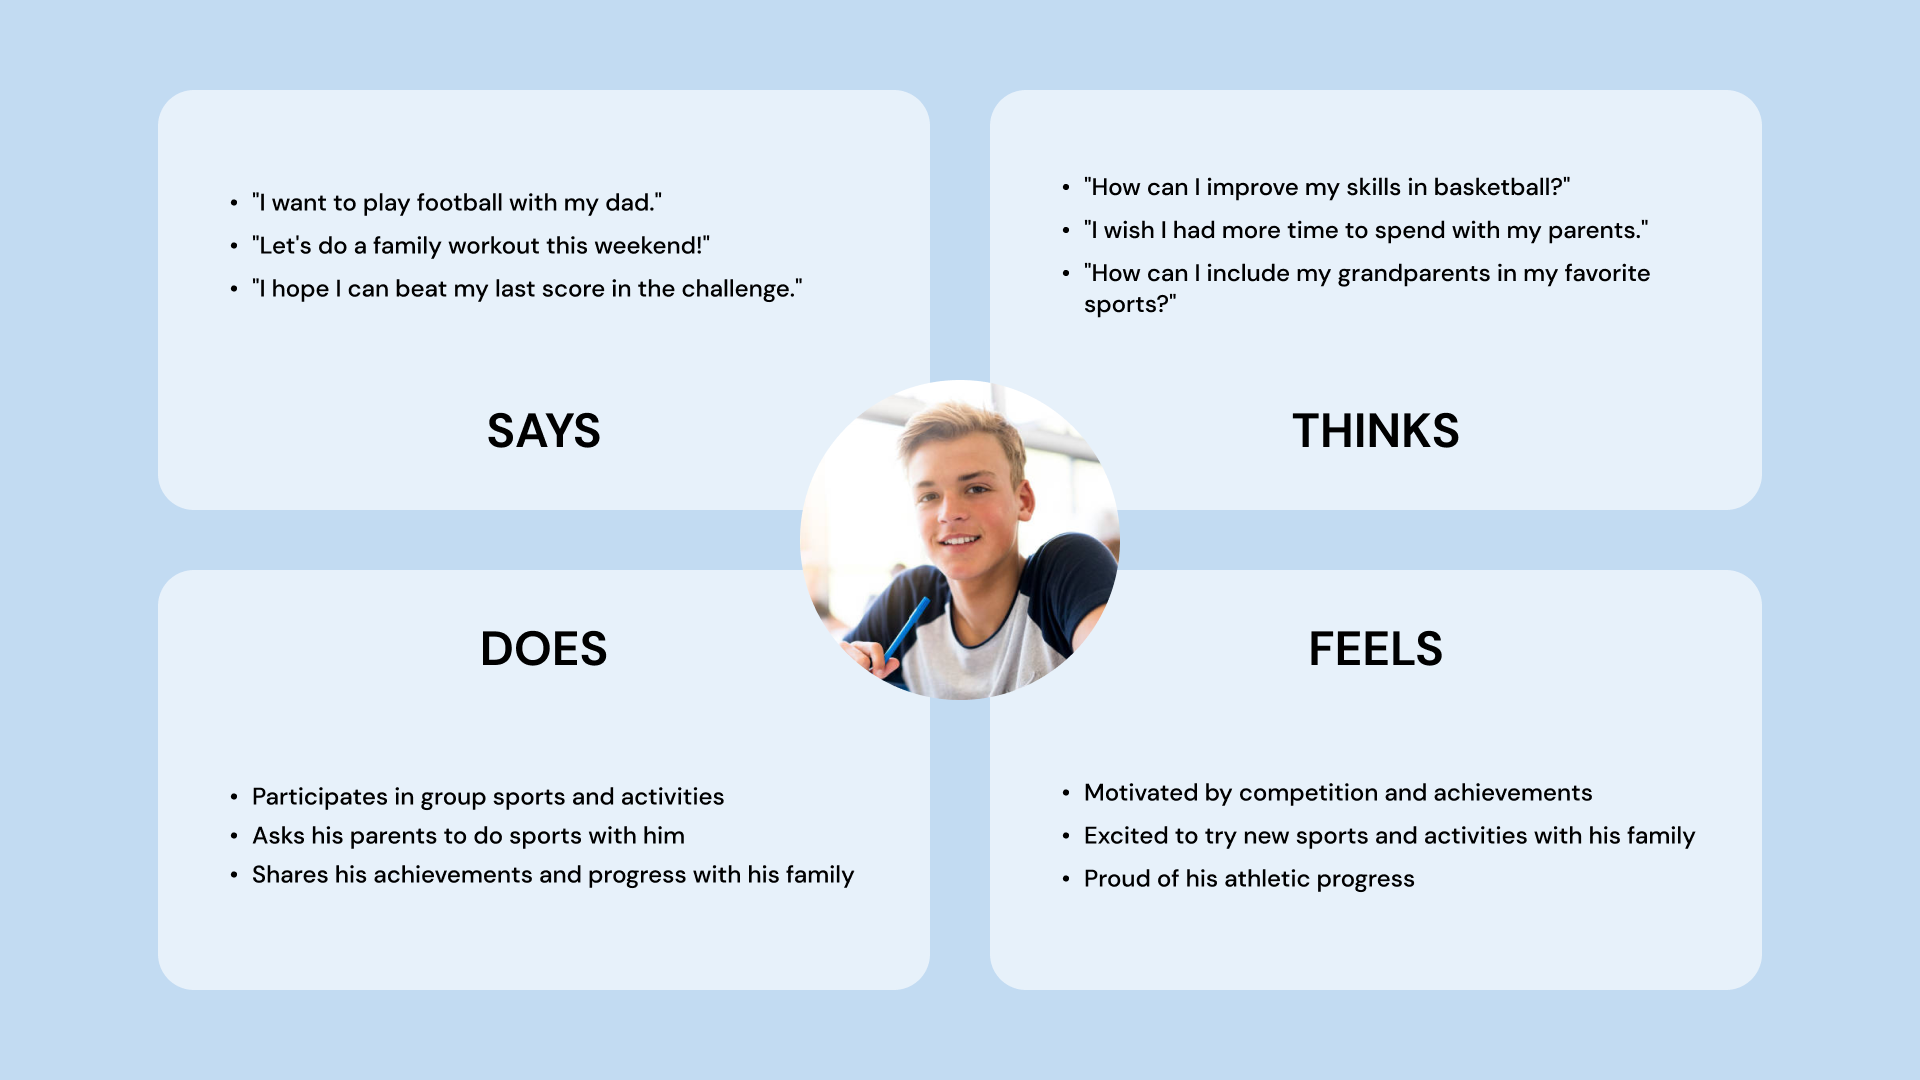 • "I want to play football with my dad."
• "Let's do a family workout this weekend!"
• "I hope I can beat my last score in the challenge."
SAYS
• "How can I improve my skills in basketball?"
• "I wish I had more time to spend with my parents."
• "How can I include my grandparents in my favorite
sports?"
THINKS
DOES
• Participates in group sports and activities
• Asks his parents to do sports with him
• Shares his achievements and progress with his family
FEELS
• Motivated by competition and achievements
• Excited to try new sports and activities with his family
• Proud of his athletic progress